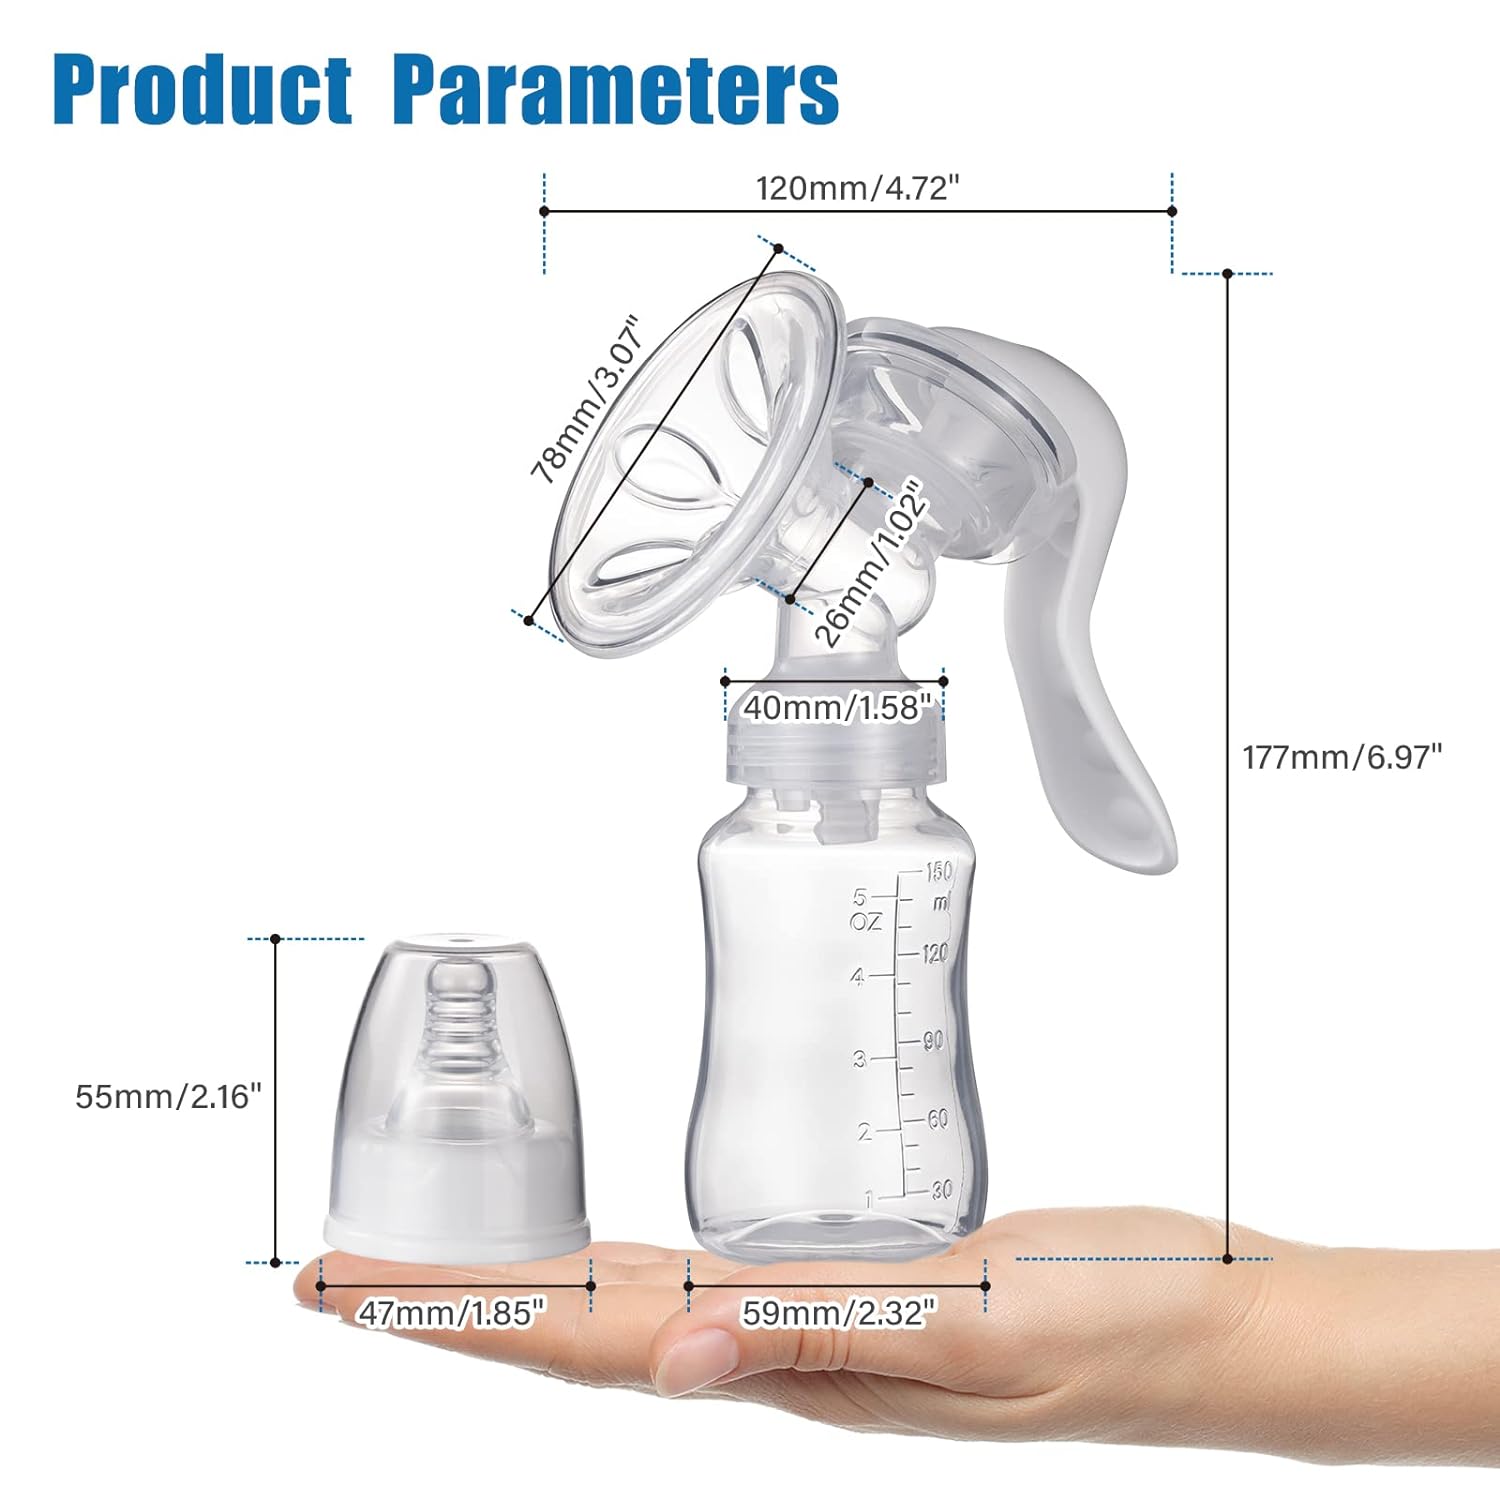 Product Parameters
120mm/4.72"
78mm/3.07"
26mm/1.02"
40mm/1.58"
177mm/6.97"
150
5
ml
OZ
120
4
90
3
60
2
30
1
55mm/2.16"
47mm/1.85"
59mm/2.32"